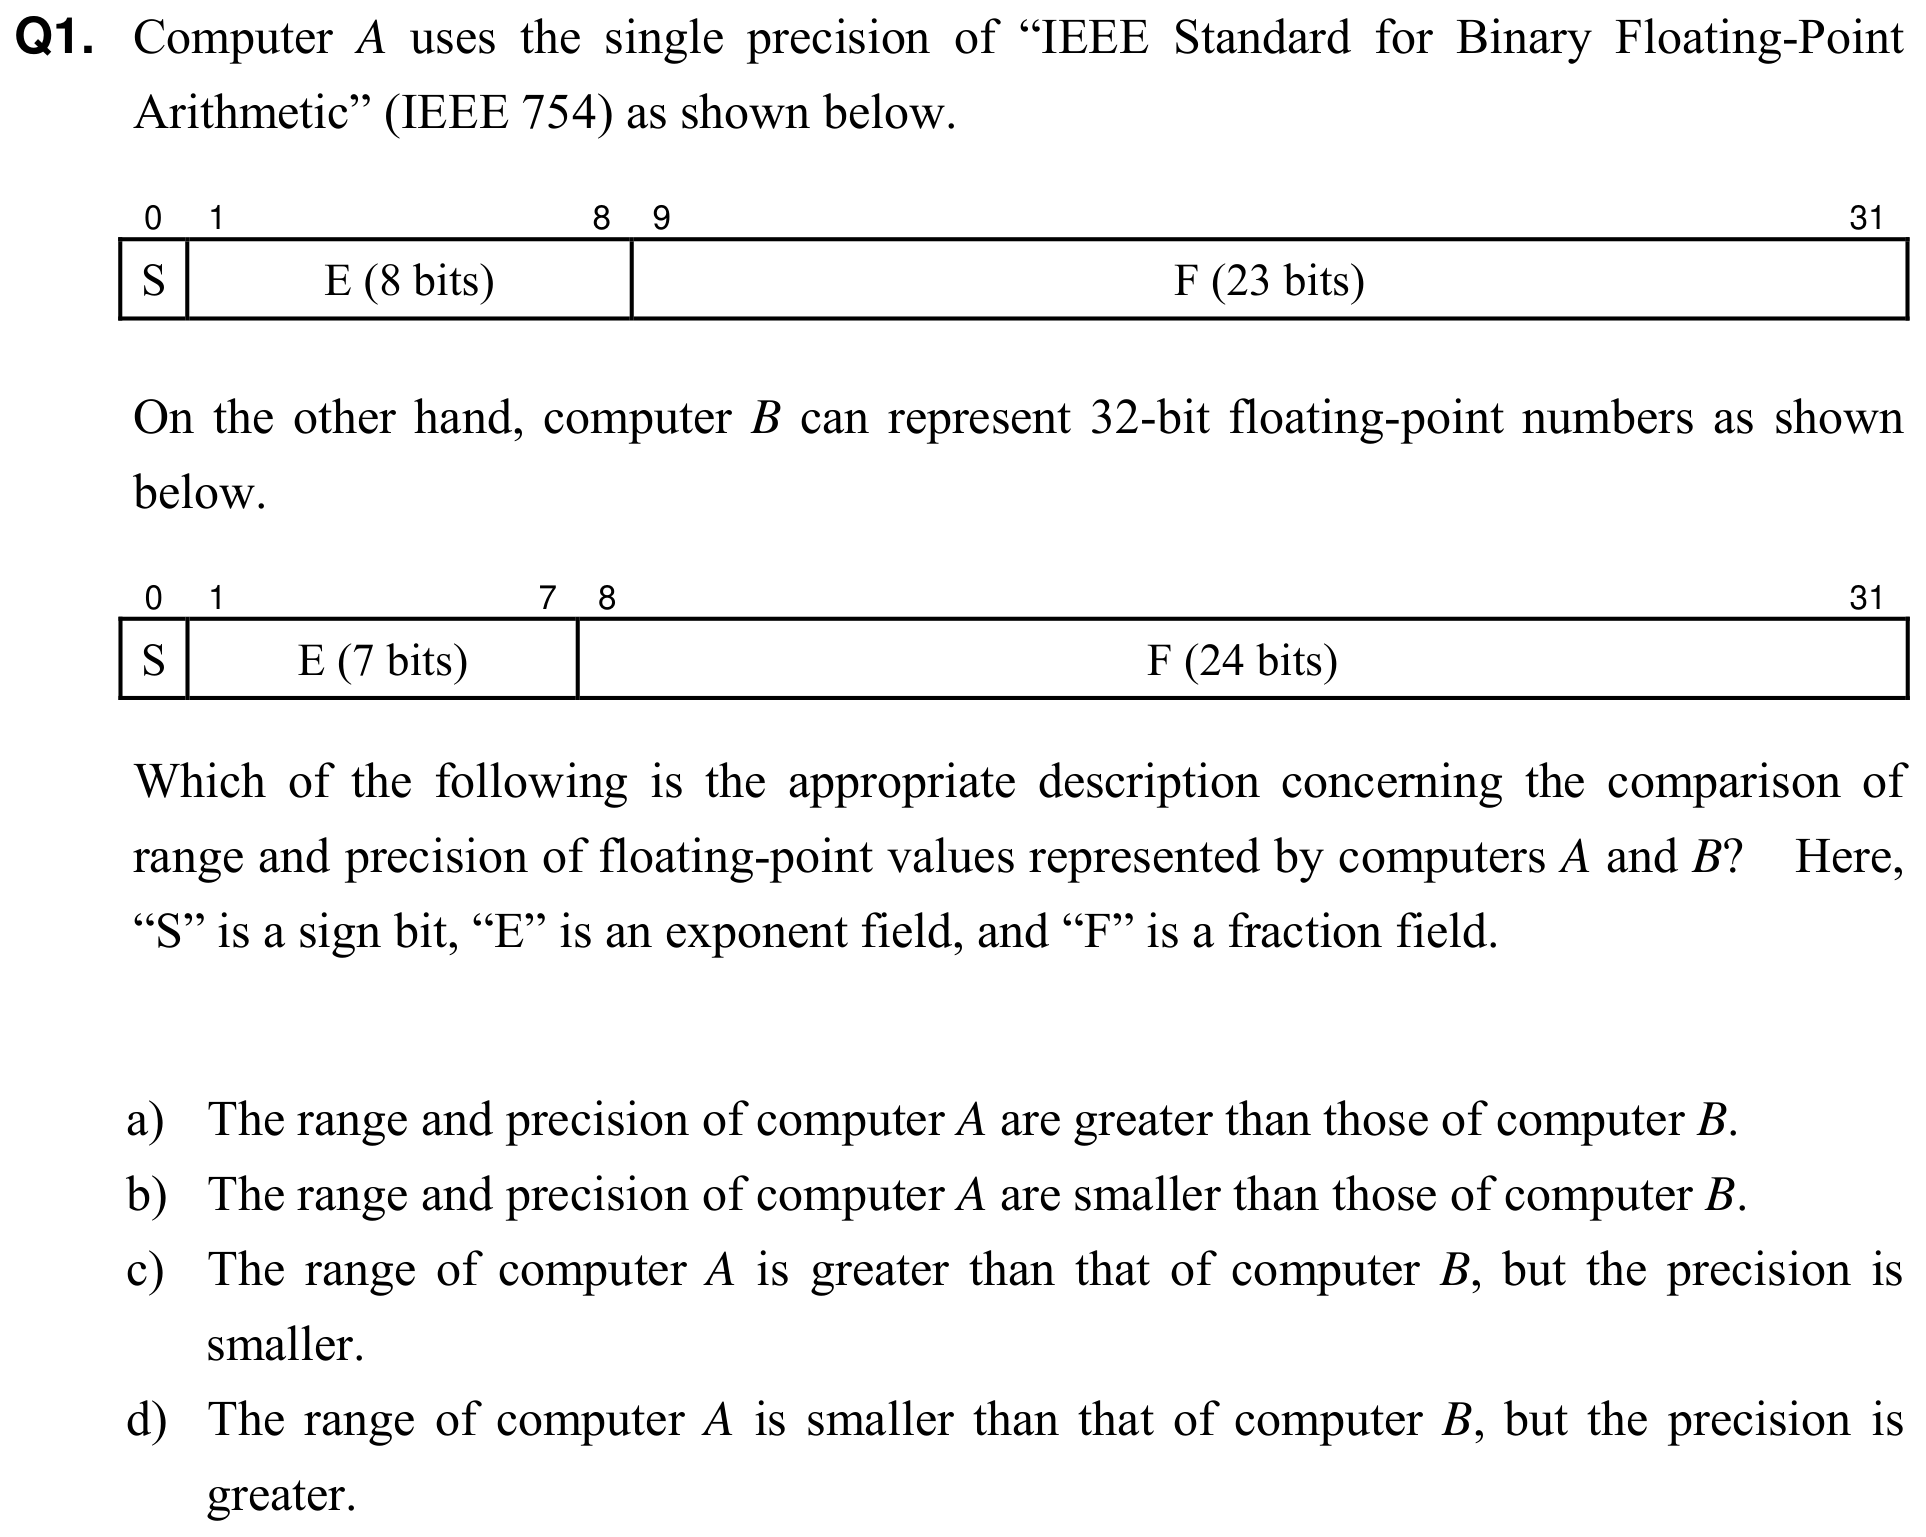 Q1. Computer A uses the single precision of “IEEE Standard for Binary Floating-Point
Arithmetic” (IEEE 754) as shown below.
0 1 8 9 31
S E (8 bits) F (23 bits)
On the other hand, computer B can represent 32-bit floating-point numbers as shown
below.
0 1 7 8 31
S E (7 bits) F (24 bits)
Which of the following is the appropriate description concerning the comparison of
range and precision of floating-point values represented by computers A and B? Here,
“S” is a sign bit, “E” is an exponent field, and “F” is a fraction field.
a) The range and precision of computer A are greater than those of computer B.
b) The range and precision of computer A are smaller than those of computer B.
c) The range of computer A is greater than that of computer B, but the precision is
smaller.
d) The range of computer A is smaller than that of computer B, but the precision is
greater.